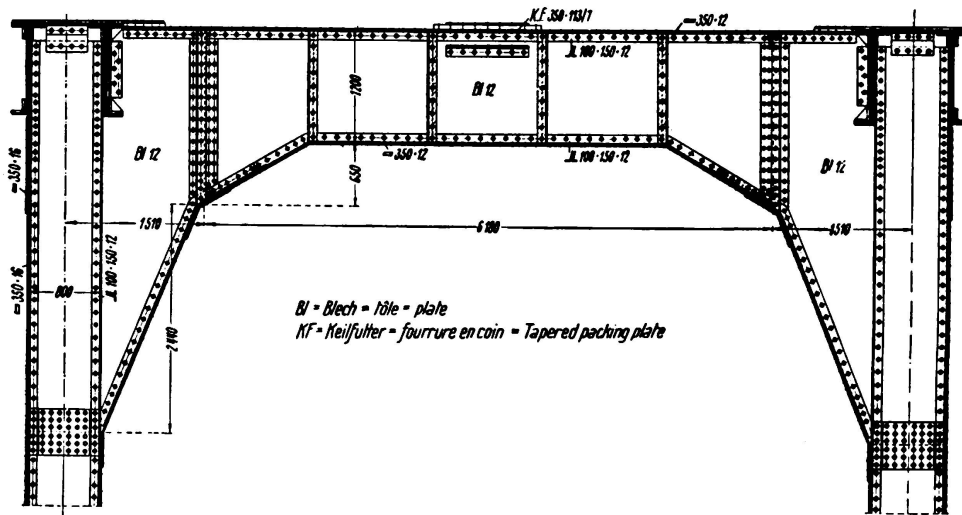 K.F. 350·113/7
▭350·12
⅃L 100·150·12
1200
Bl 12
▭350·16
Bl 12
▭350·12
⅃L 100·150·12
650
Bl 12
1510
6180
1510
⅃L 100·150·12
▭350·16
800
2440
Bl = Blech = tôle = plate
KF = Keilfutter = fourrure en coin = Tapered packing plate